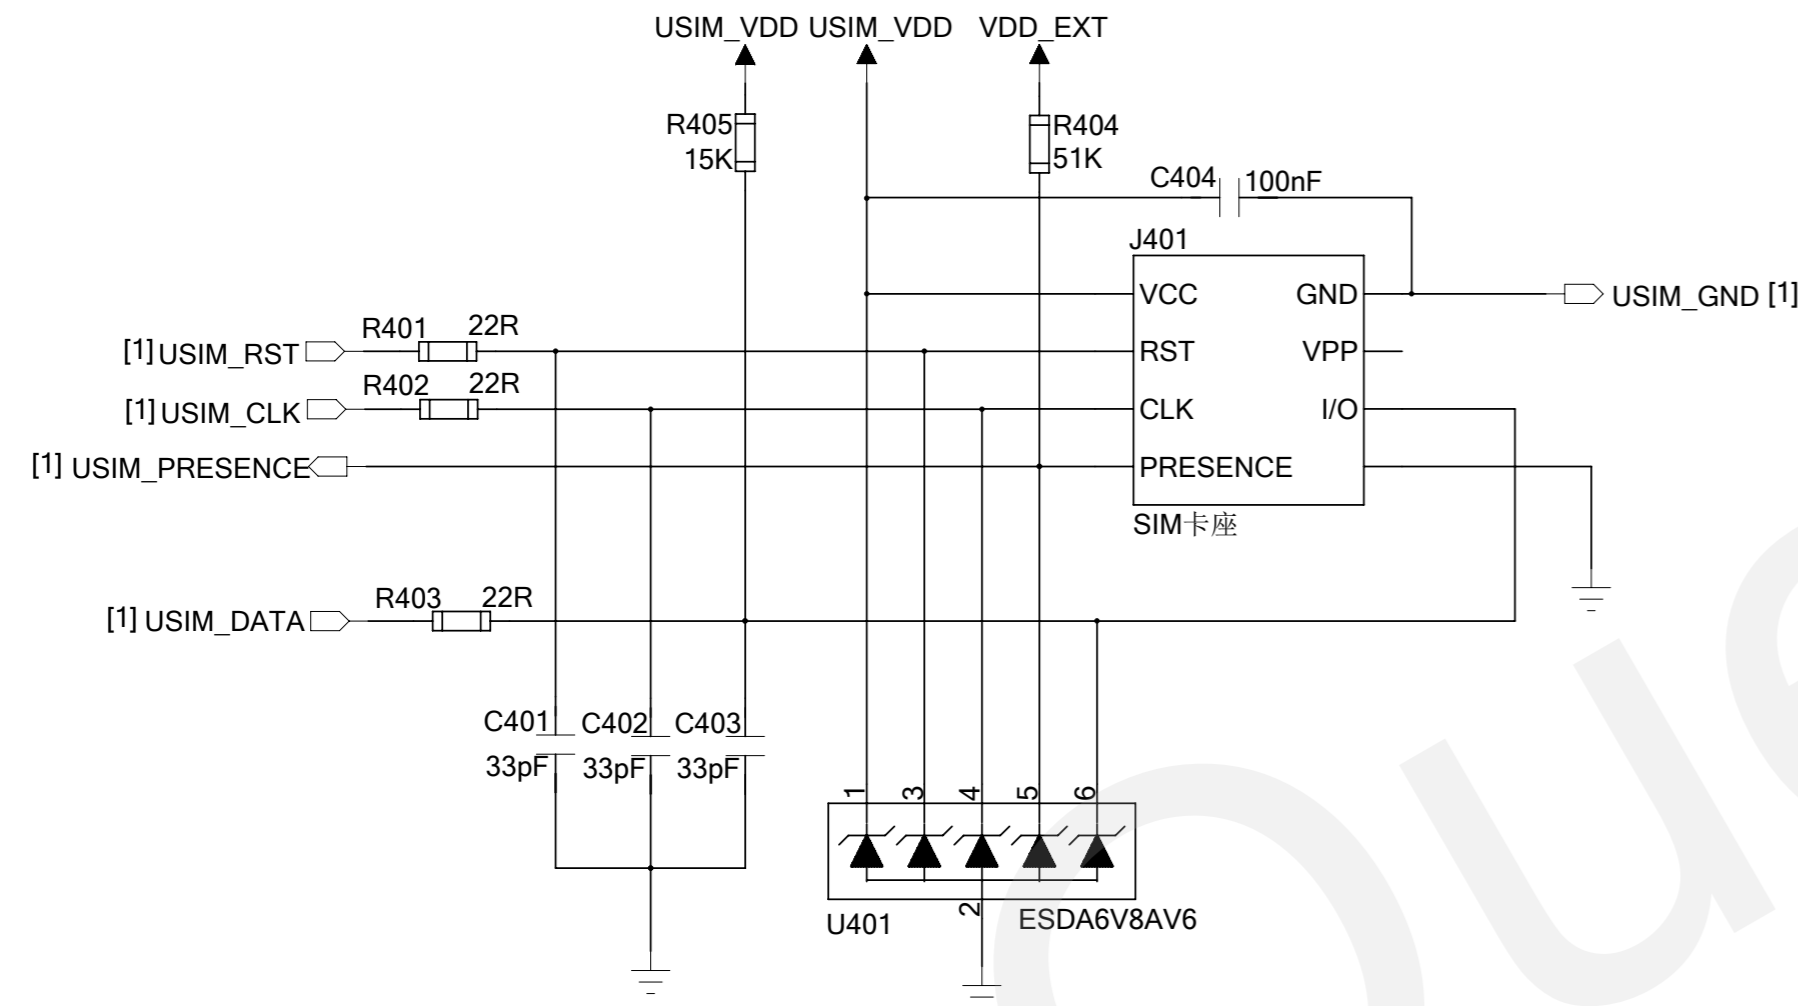 USIM_VDD USIM_VDD VDD_EXT
R405
15K
R404
51K
C404 100nF
J401
VCC GND
USIM_GND [1]
R401 22R
[1] USIM_RST
RST VPP
R402 22R
[1] USIM_CLK
CLK I/O
[1] USIM_PRESENCE
PRESENCE
SIM卡座
R403 22R
[1] USIM_DATA
C401 C402 C403
33pF 33pF 33pF
1 3 4 5 6
2
U401
ESDA6V8AV6
Que